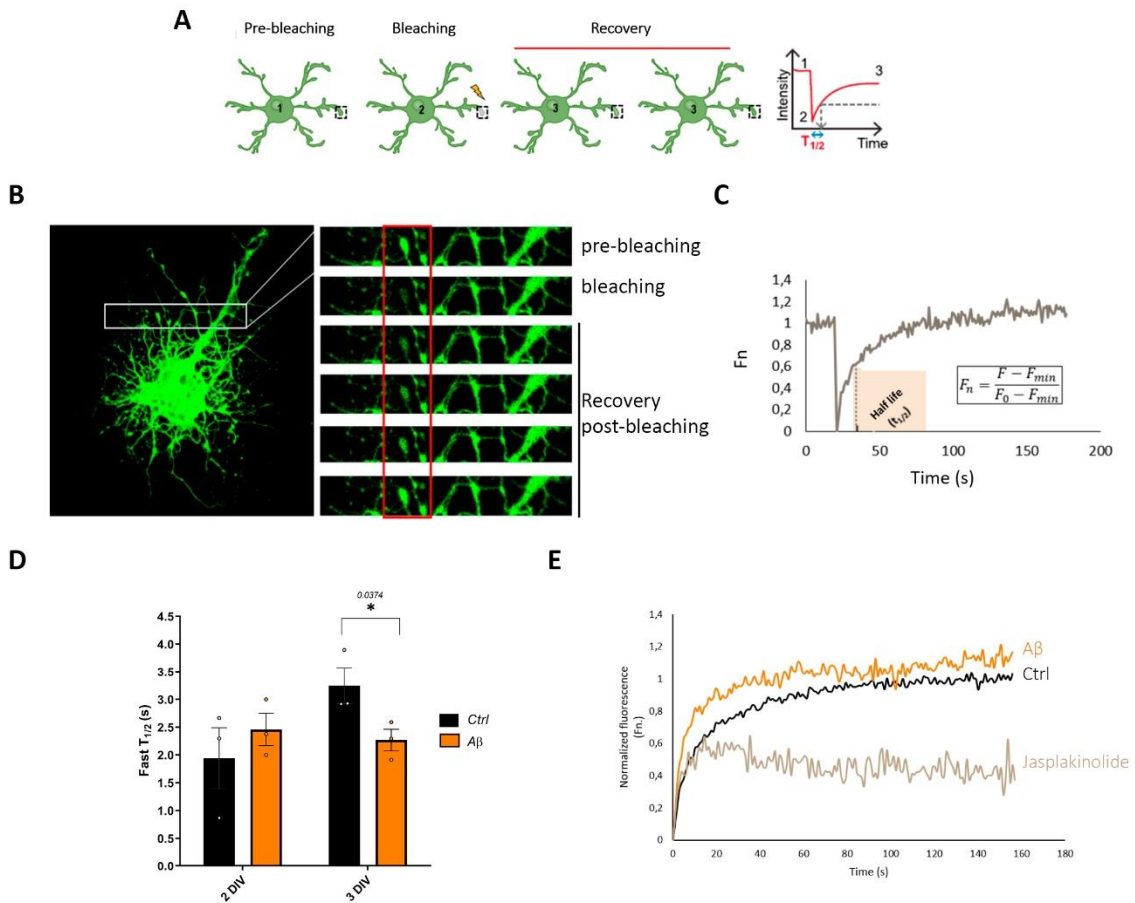 A
Pre-bleaching
Bleaching
Recovery
1
2
3
3
Intensity
1
2
3
T1/2
Time
B
pre-bleaching
bleaching
Recovery
post-bleaching
C
Fn
1,4
1,2
1
0,8
0,6
0,4
0,2
0
0
50
100
150
200
Time (s)
Half life
(t1/2)
Fn = F − Fmin / F0 − Fmin
D
Fast T1/2 (s)
4.5
4.0
3.5
3.0
2.5
2.0
1.5
1.0
0.5
0.0
0.0374
*
2 DIV
3 DIV
Ctrl
Aβ
E
Normalized fluorescence
(Fn.)
1,4
1,2
1
0,8
0,6
0,4
0,2
0
0
20
40
60
80
100
120
140
160
180
Time (s)
Aβ
Ctrl
Jasplakinolide